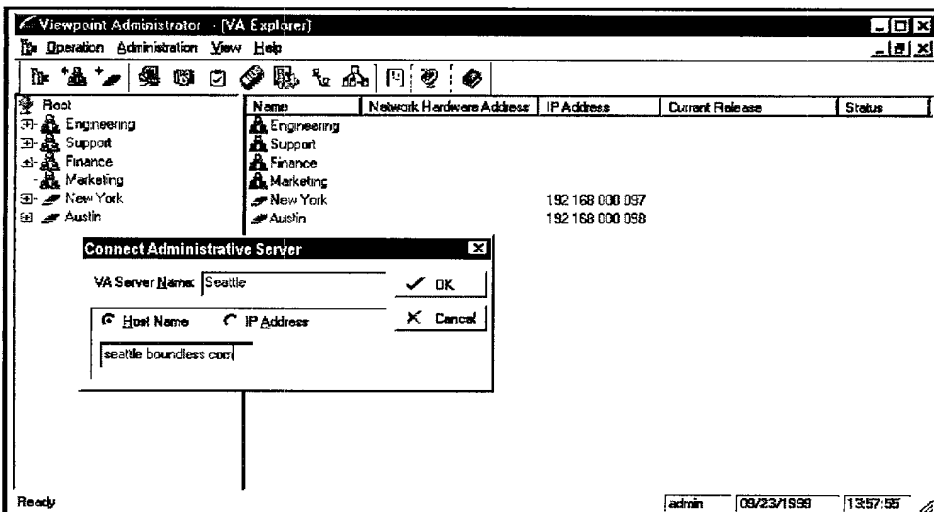 Viewpoint Administrator - [VA Explorer]
Operation Administration View Help
Root
Engineering
Support
Finance
Marketing
New York
Austin
Name Network Hardware Address IP Address Current Release Status
Engineering
Support
Finance
Marketing
New York 192 168 000 097
Austin 192 168 000 098
Connect Administrative Server
VA Server Name: Seattle
OK
Host Name IP Address
Cancel
seattle boundless com
Ready admin 09/23/1999 13:57:55